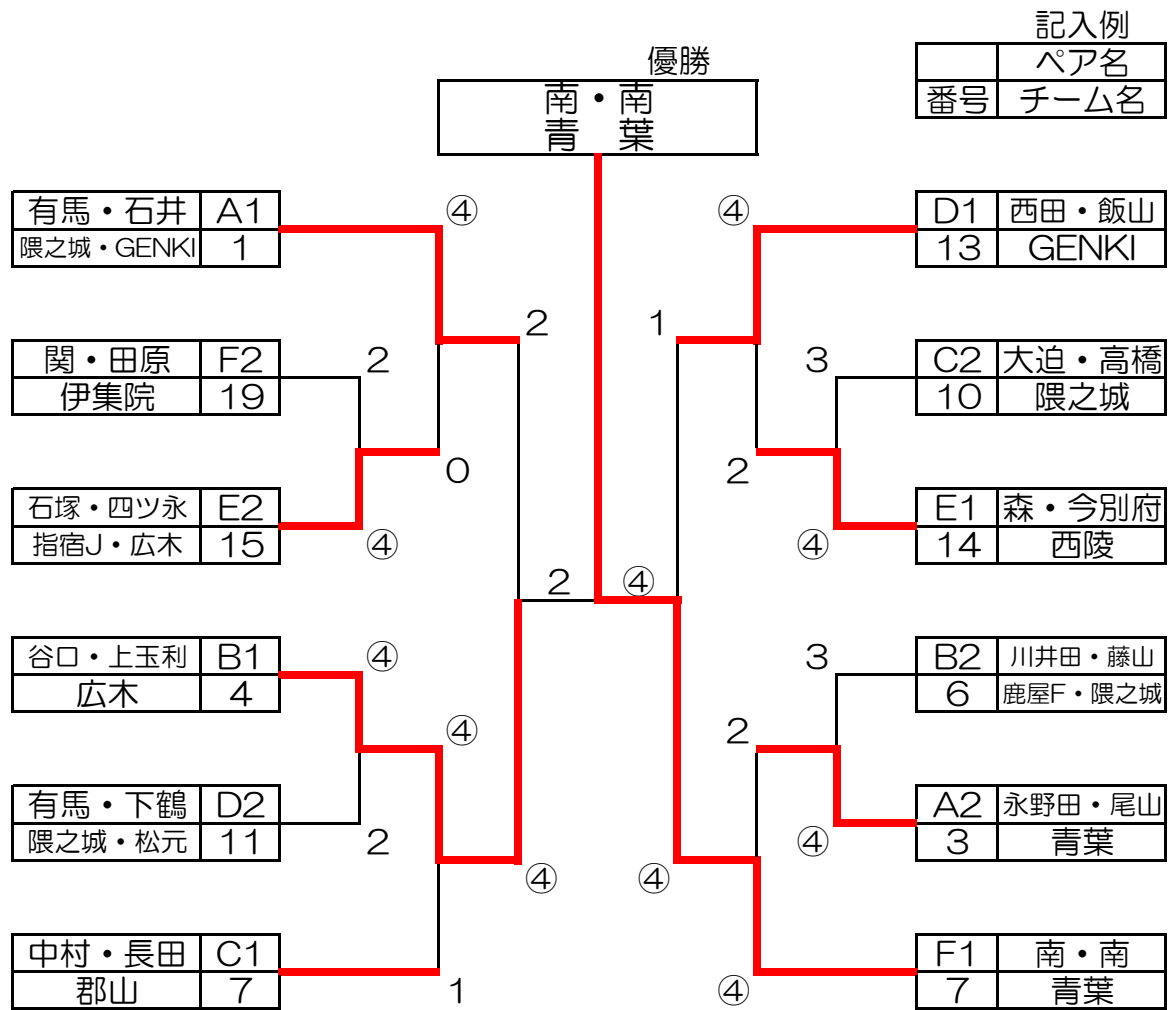 記入例
ペア名
番号 チーム名
優勝
南・南
青 葉
有馬・石井 A1
隈之城・GENKI 1
④
2
関・田原 F2
伊集院 19
2
0
石塚・四ツ永 E2
指宿J・広木 15
④
2
谷口・上玉利 B1
広木 4
④
④
有馬・下鶴 D2
隈之城・松元 11
2
④
中村・長田 C1
郡山 7
1
④
D1 西田・飯山
13 GENKI
1
3
C2 大迫・高橋
10 隈之城
2
E1 森・今別府
14 西陵
④
④
3
B2 川井田・藤山
6 鹿屋F・隈之城
2
A2 永野田・尾山
3 青葉
④
④
F1 南・南
7 青葉
④